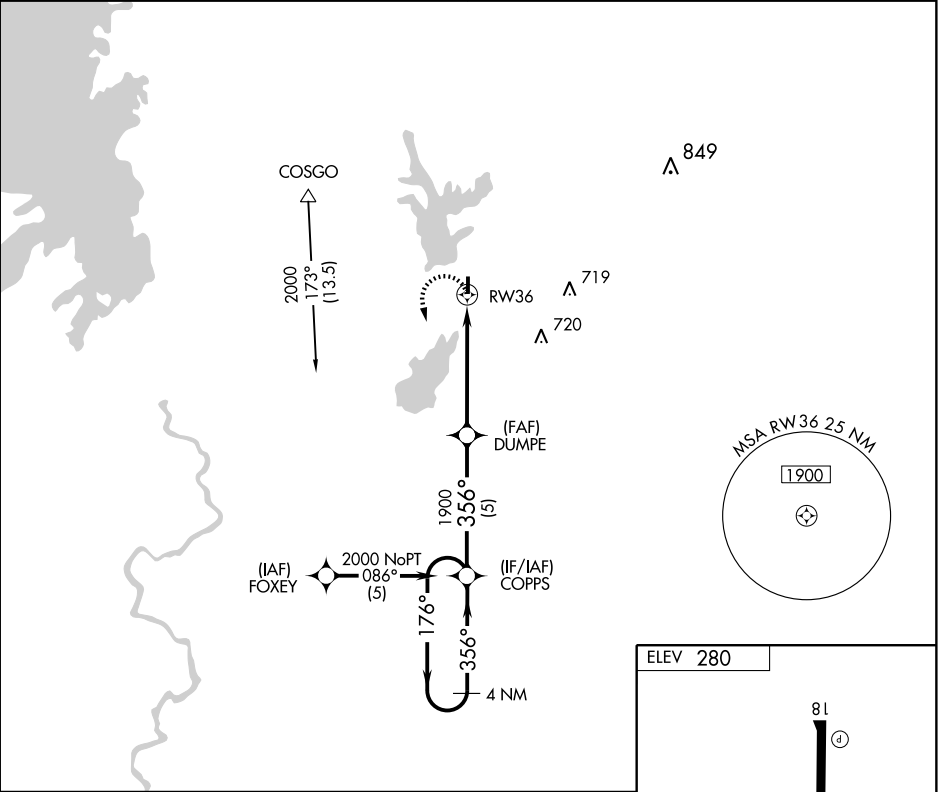 849
COSGO
2000
173°
(13.5)
719
RW36
720
(FAF)
DUMPE
MSA RW36 25 NM
1900
1900
356°
(5)
2000 NoPT
086°
(5)
(IAF)
FOXEY
(IF/IAF)
COPPS
176°
356°
4 NM
ELEV 280
18
P